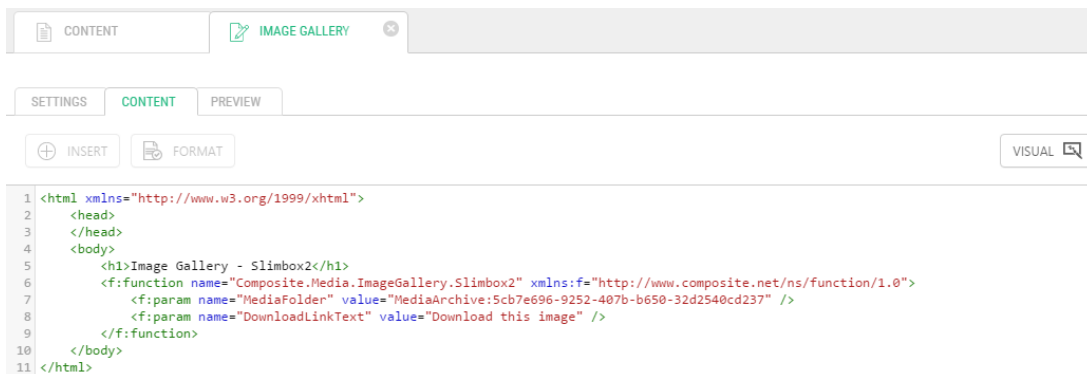 CONTENT IMAGE GALLERY
SETTINGS CONTENT PREVIEW
INSERT FORMAT VISUAL
1 <html xmlns="http://www.w3.org/1999/xhtml">
2     <head>
3     </head>
4     <body>
5         <h1>Image Gallery - Slimbox2</h1>
6         <f:function name="Composite.Media.ImageGallery.Slimbox2" xmlns:f="http://www.composite.net/ns/function/1.0">
7             <f:param name="MediaFolder" value="MediaArchive:5cb7e696-9252-407b-b650-32d2540cd237" />
8             <f:param name="DownloadLinkText" value="Download this image" />
9         </f:function>
10     </body>
11 </html>